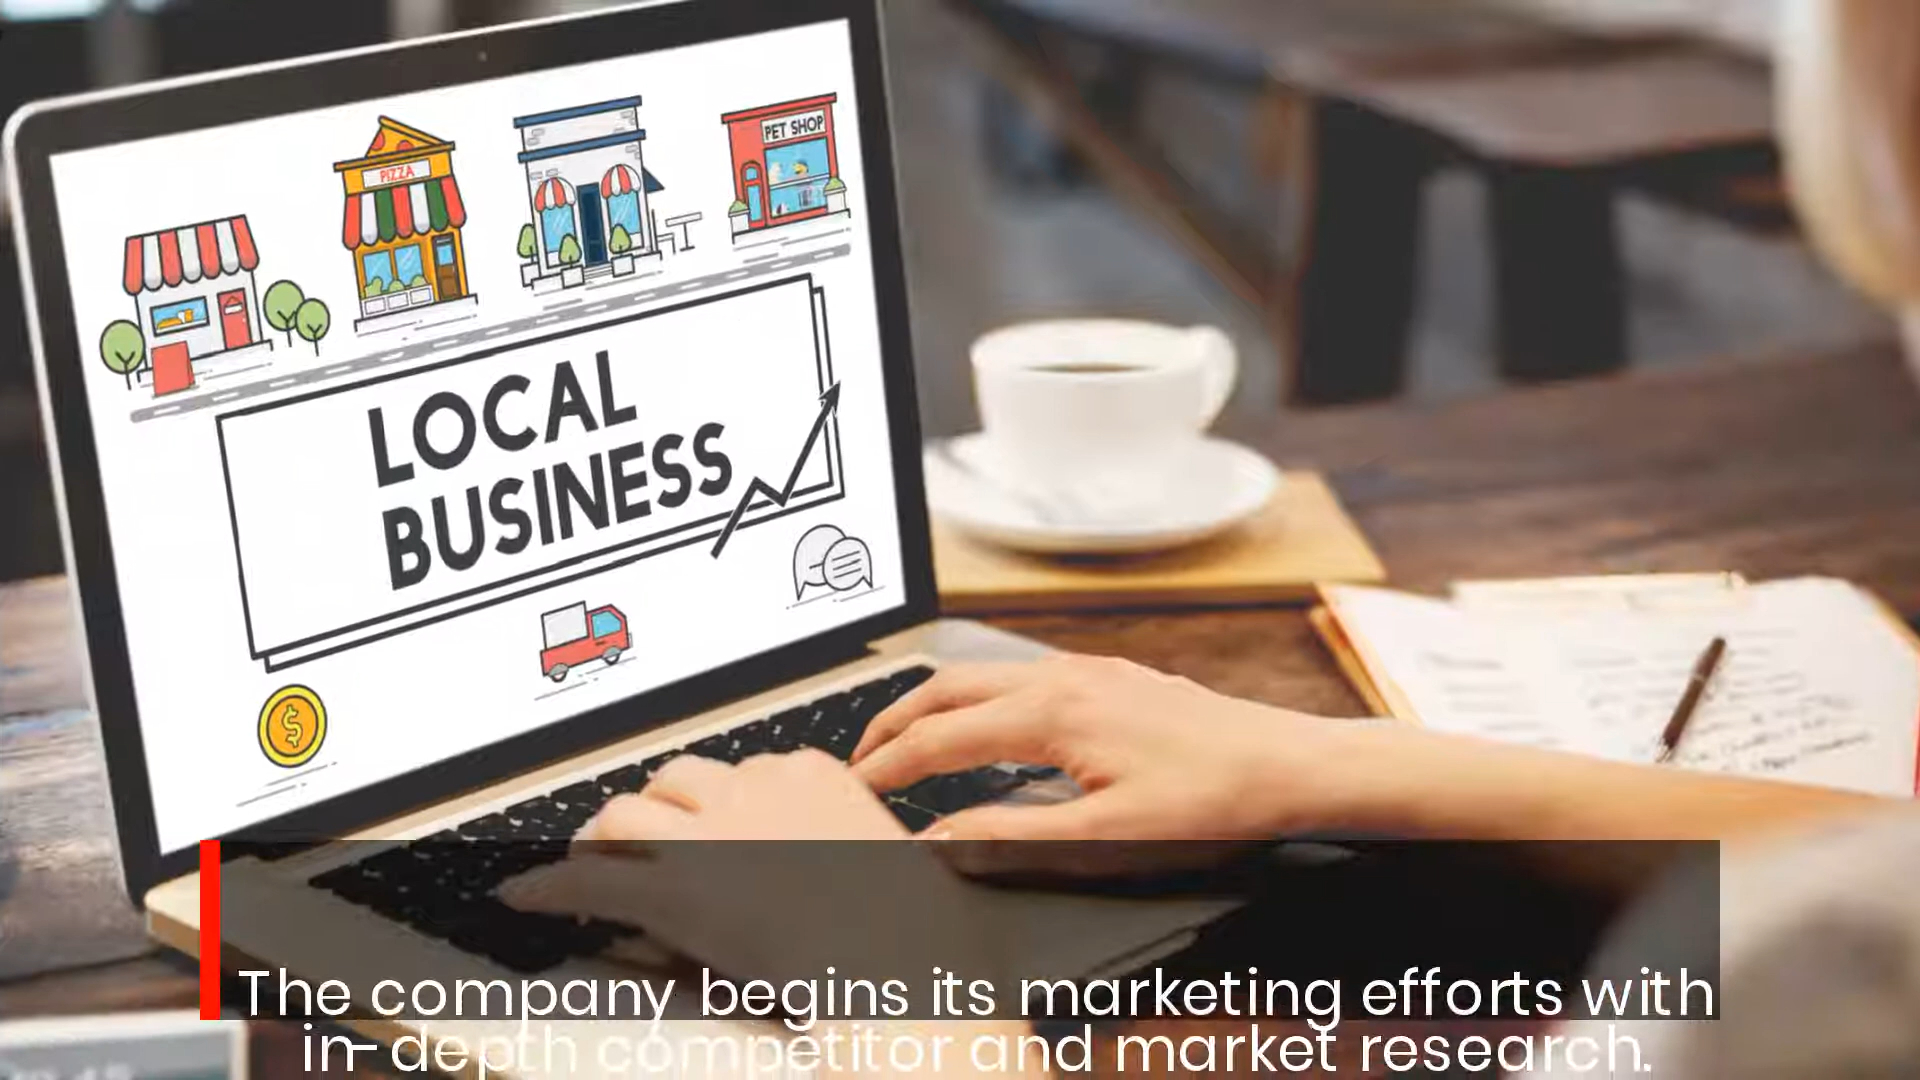 PIZZA
PET SHOP
LOCAL
BUSINESS
The company begins its marketing efforts with
in-depth competitor and market research.